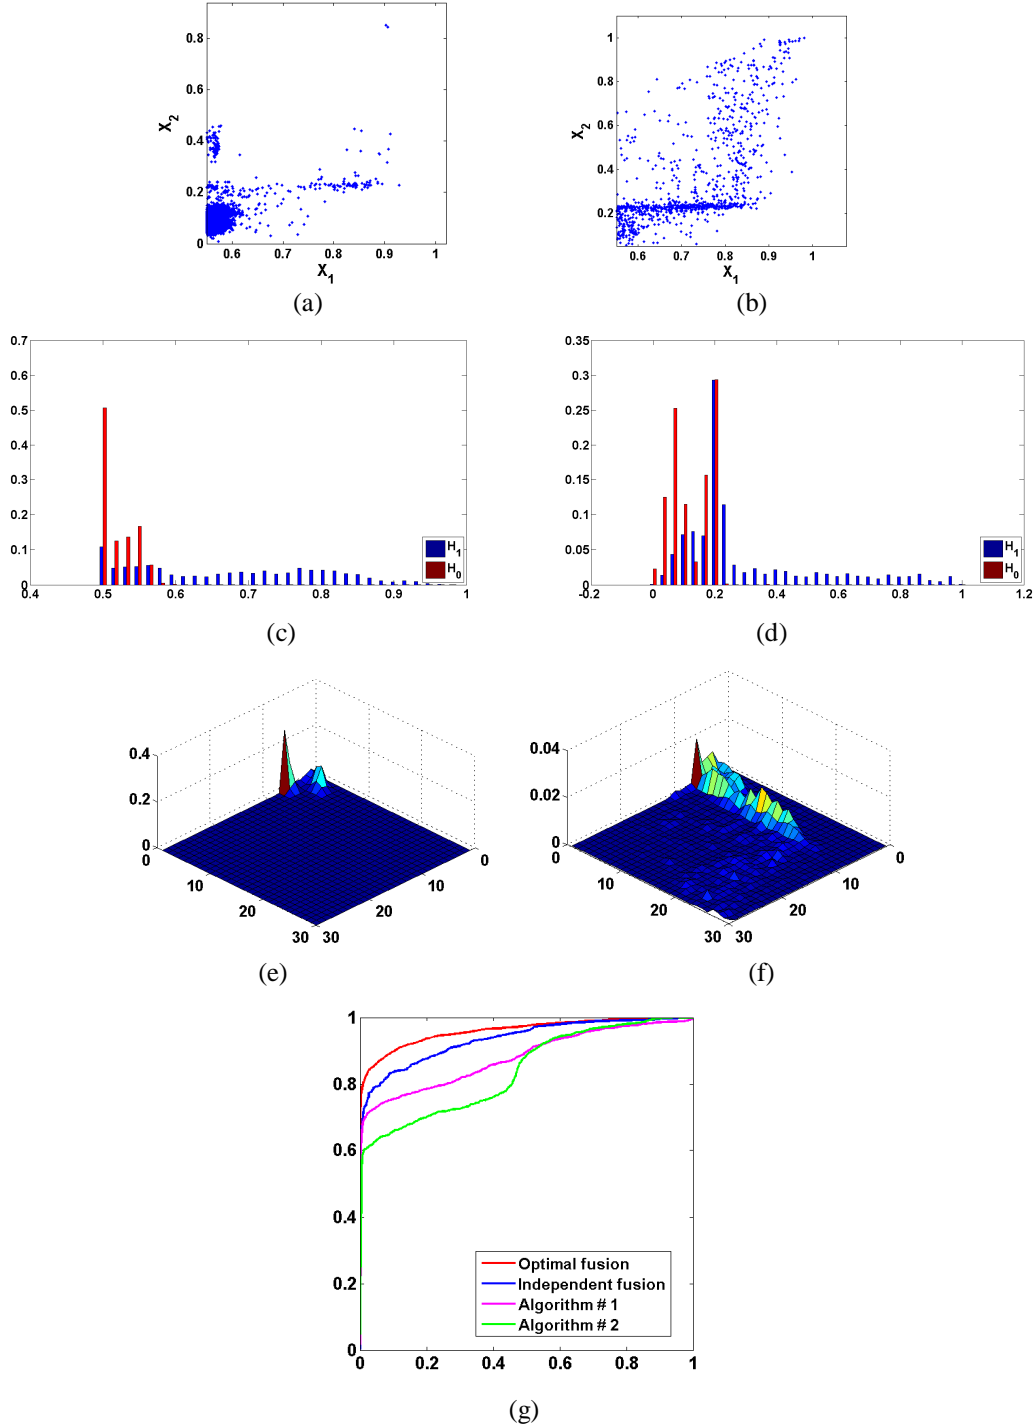 0.8
0.6
0.4
0.2
0
X2
0.6 0.7 0.8 0.9 1
X1
(a)
1
0.8
0.6
0.4
0.2
X2
0.6 0.7 0.8 0.9 1
X1
(b)
0.7
0.6
0.5
0.4
0.3
0.2
0.1
0
0.4 0.5 0.6 0.7 0.8 0.9 1
H1
H0
(c)
0.35
0.3
0.25
0.2
0.15
0.1
0.05
0
-0.2 0 0.2 0.4 0.6 0.8 1 1.2
H1
H0
(d)
0.4
0.2
0
0 10 20 30
30 20 10 0
(e)
0.04
0.02
0
0 10 20 30
30 20 10 0
(f)
1
0.8
0.6
0.4
0.2
0
Optimal fusion
Independent fusion
Algorithm # 1
Algorithm # 2
0 0.2 0.4 0.6 0.8 1
(g)